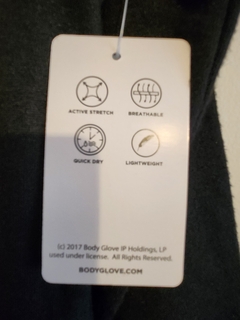 ACTIVE STRETCH
BREATHABLE
QUICK DRY
LIGHTWEIGHT
(c) 2017 Body Glove IP Holdings, LP
used under license. All Rights Reserved.
BODYGLOVE.COM